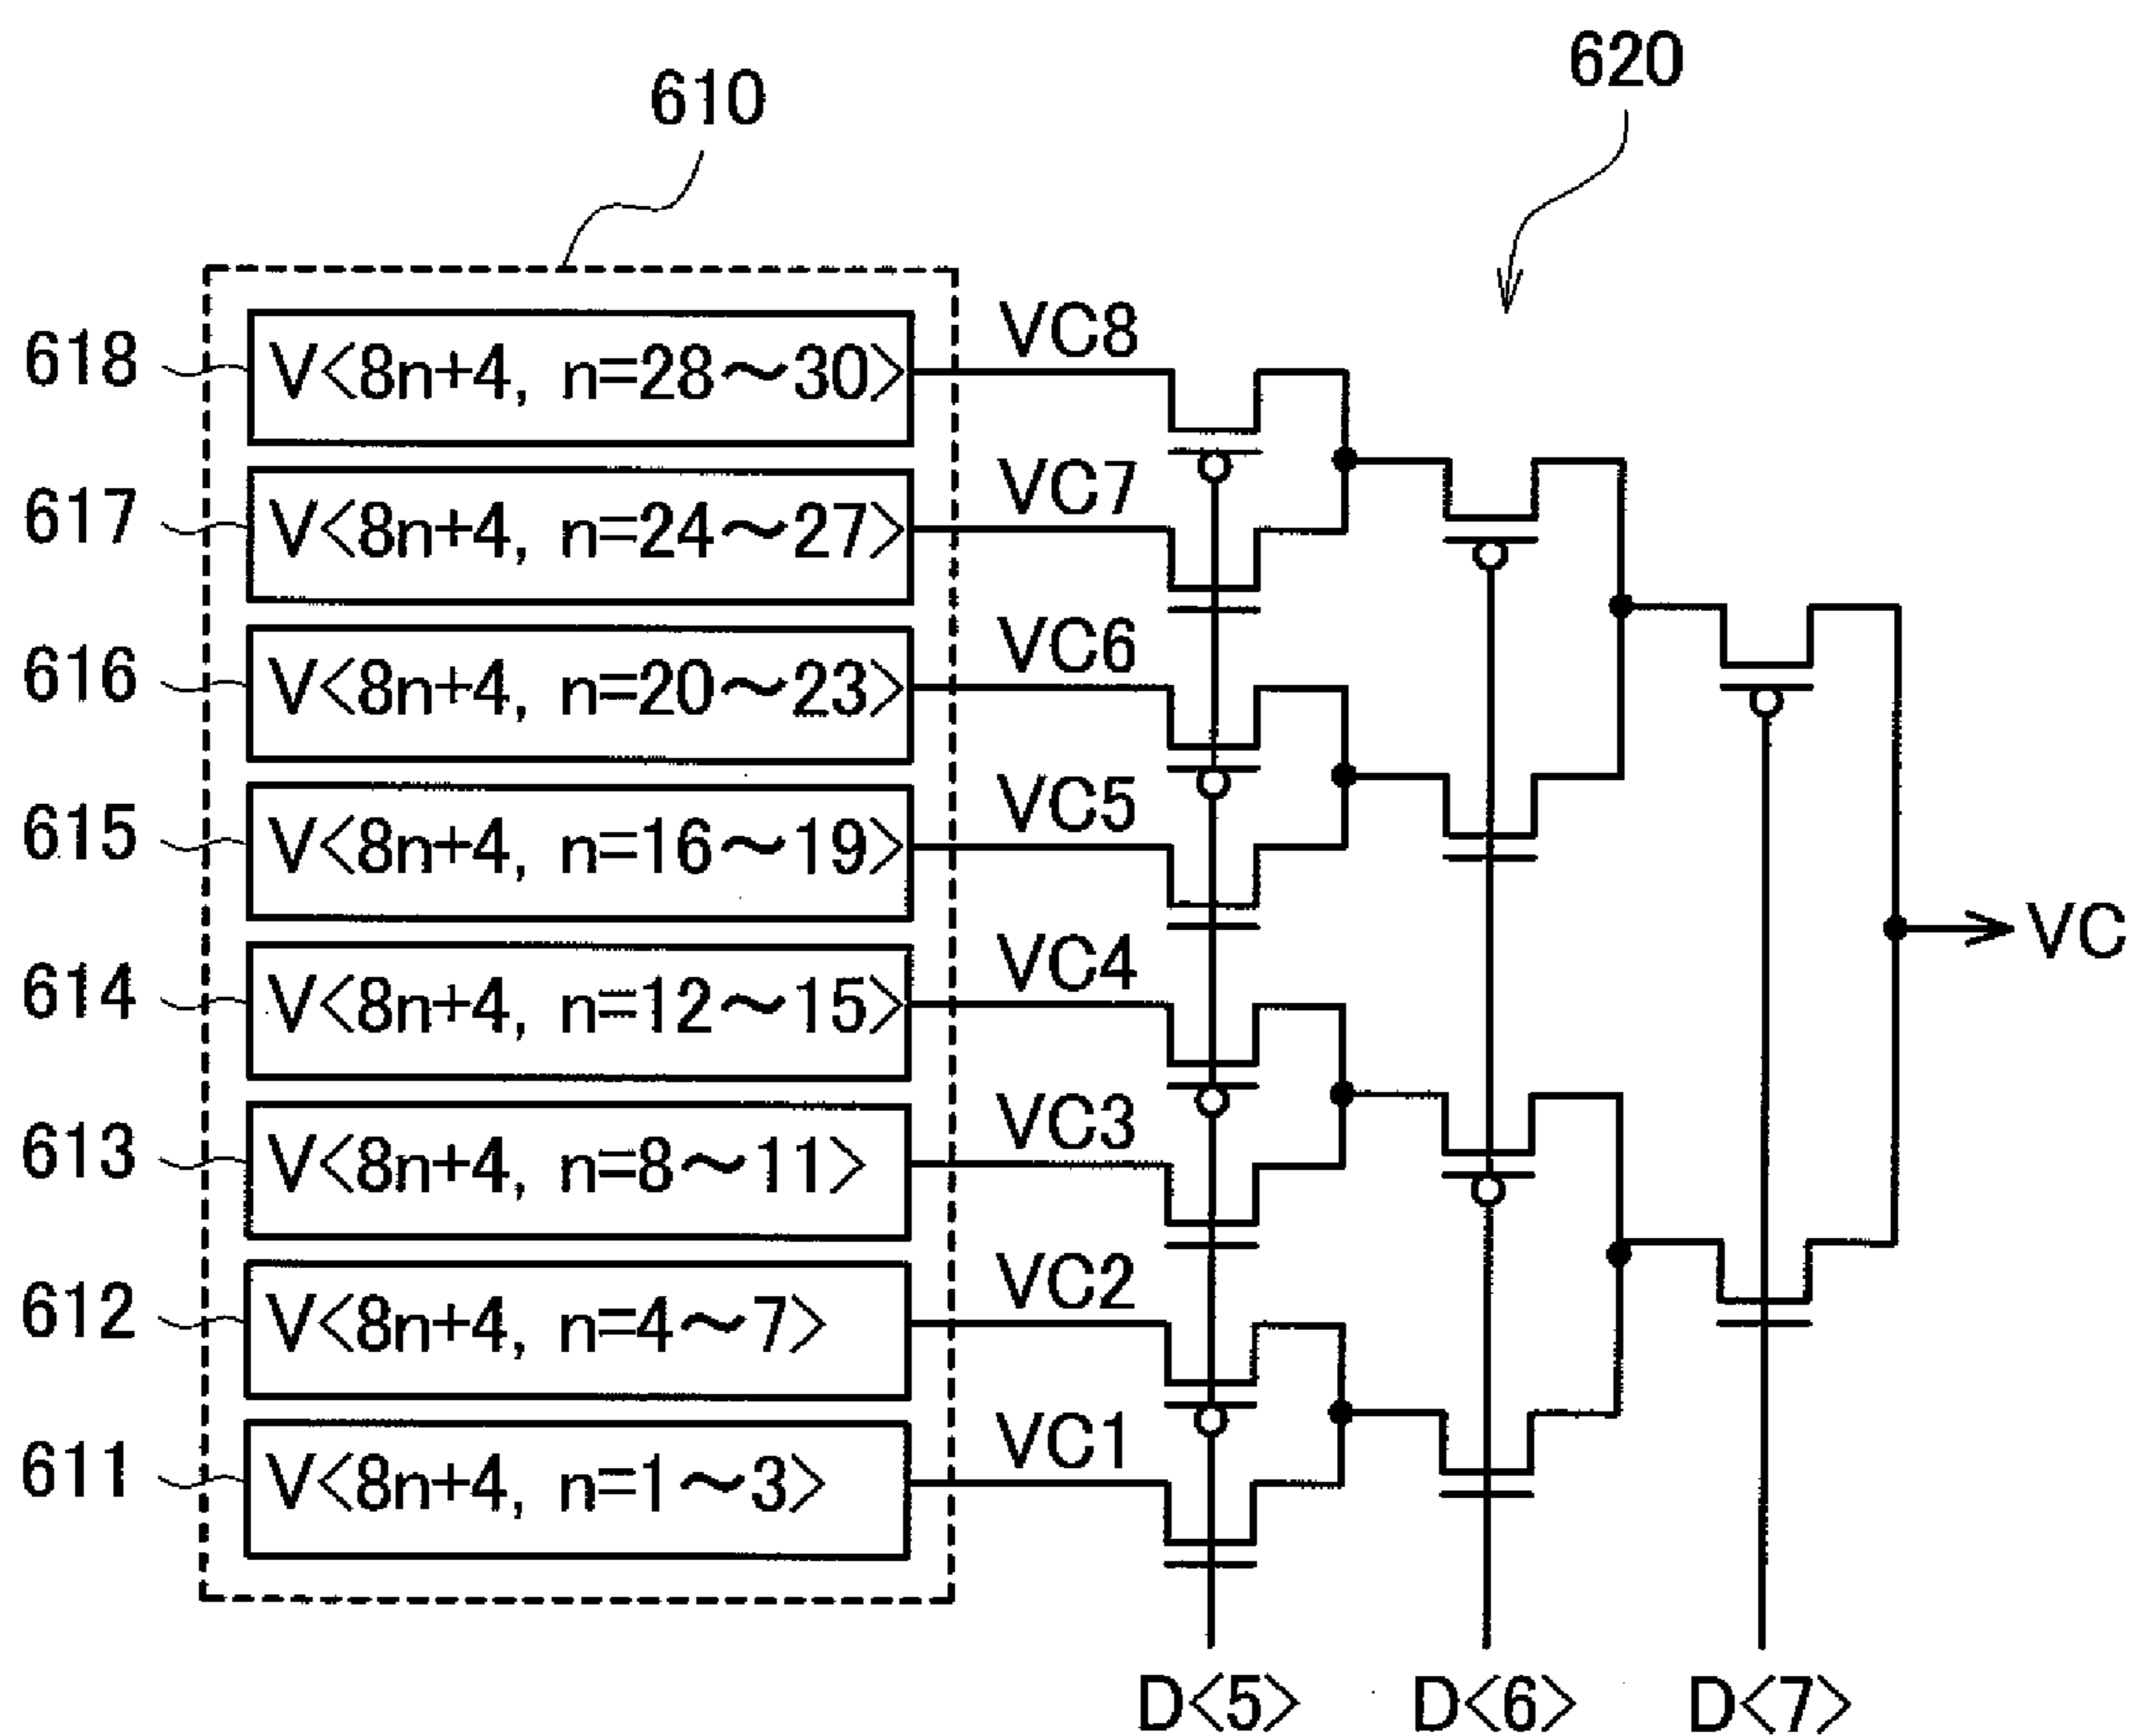 620
610
618 V<8n+4, n=28～30> VC8
617 V<8n+4, n=24～27> VC7
616 V<8n+4, n=20～23> VC6
615 V<8n+4, n=16～19> VC5
VC
614 V<8n+4, n=12～15> VC4
613 V<8n+4, n=8～11> VC3
612 V<8n+4, n=4～7> VC2
611 V<8n+4, n=1～3> VC1
D<5> D<6> D<7>